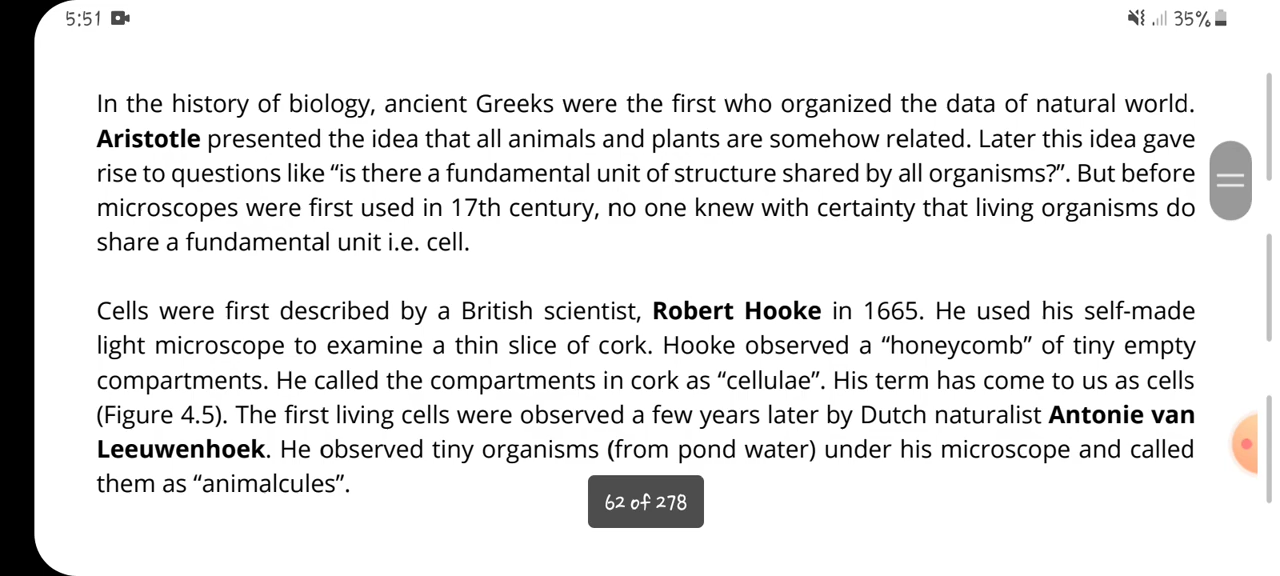 5:51
35%
In the history of biology, ancient Greeks were the first who organized the data of natural world.
Aristotle presented the idea that all animals and plants are somehow related. Later this idea gave
rise to questions like “is there a fundamental unit of structure shared by all organisms?”. But before
microscopes were first used in 17th century, no one knew with certainty that living organisms do
share a fundamental unit i.e. cell.
Cells were first described by a British scientist, Robert Hooke in 1665. He used his self-made
light microscope to examine a thin slice of cork. Hooke observed a “honeycomb” of tiny empty
compartments. He called the compartments in cork as “cellulae”. His term has come to us as cells
(Figure 4.5). The first living cells were observed a few years later by Dutch naturalist Antonie van
Leeuwenhoek. He observed tiny organisms (from pond water) under his microscope and called
them as “animalcules”.
62 of 278